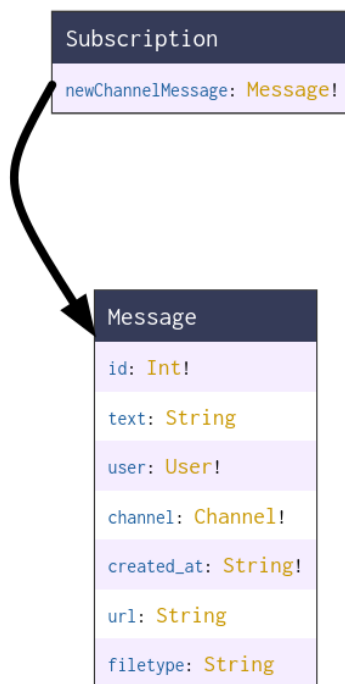 Subscription
newChannelMessage: Message!
Message
id: Int!
text: String
user: User!
channel: Channel!
created_at: String!
url: String
filetype: String